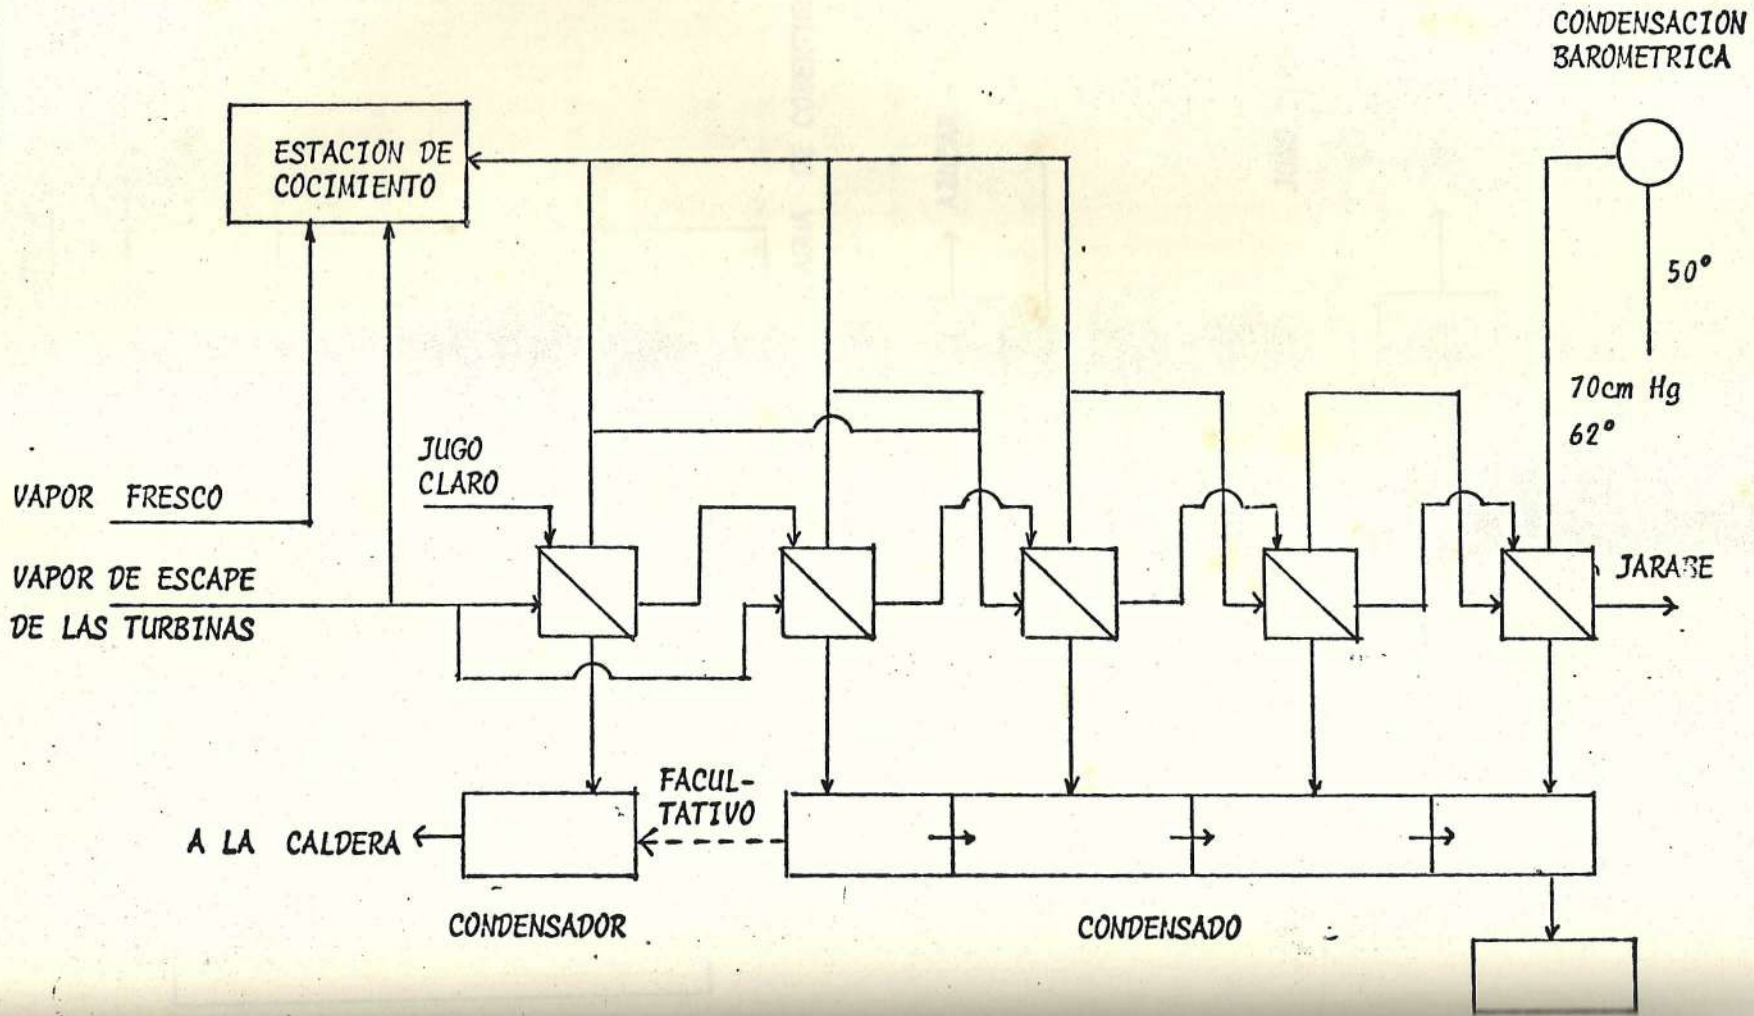 CONDENSACION
BAROMETRICA
ESTACION DE
COCIMIENTO
50°
70cm Hg
62°
JUGO
CLARO
VAPOR FRESCO
VAPOR DE ESCAPE
DE LAS TURBINAS
JARABE
FACUL-
TATIVO
A LA CALDERA
CONDENSADOR
CONDENSADO